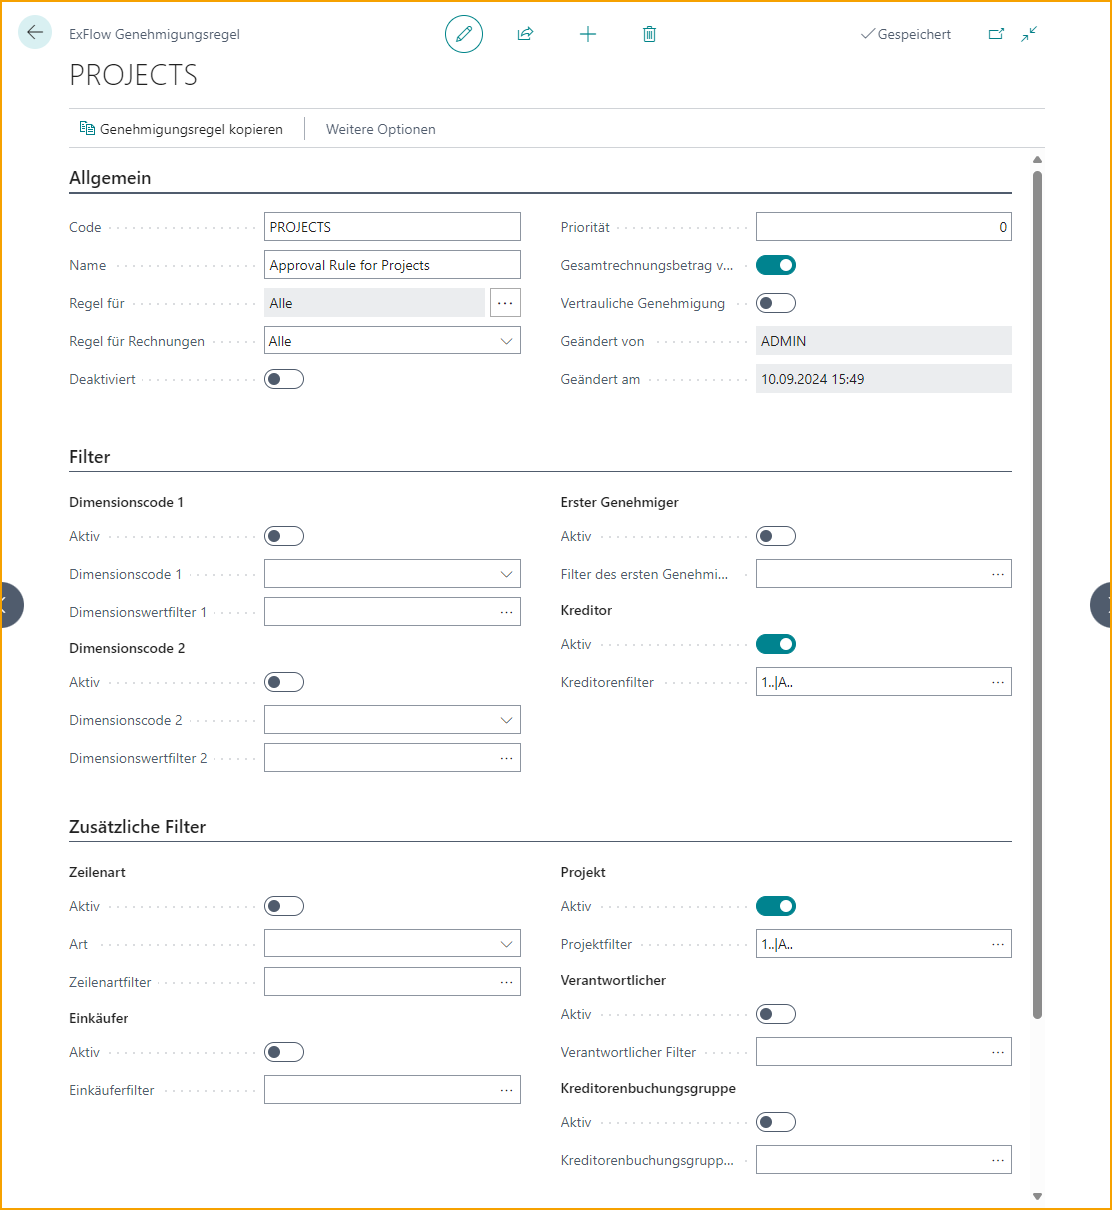 ExFlow Genehmigungsregel
Gespeichert
PROJECTS
Genehmigungsregel kopieren
Weitere Optionen
Allgemein
Code
PROJECTS
Name
Approval Rule for Projects
Regel für
Alle
Regel für Rechnungen
Alle
Deaktiviert
Priorität
0
Gesamtrechnungsbetrag v...
Vertrauliche Genehmigung
Geändert von
ADMIN
Geändert am
10.09.2024 15:49
Filter
Dimensionscode 1
Aktiv
Dimensionscode 1
Dimensionswertfilter 1
Dimensionscode 2
Aktiv
Dimensionscode 2
Dimensionswertfilter 2
Erster Genehmiger
Aktiv
Filter des ersten Genehmi...
Kreditor
Aktiv
Kreditorenfilter
1..|A..
Zusätzliche Filter
Zeilenart
Aktiv
Art
Zeilenartfilter
Einkäufer
Aktiv
Einkäuferfilter
Projekt
Aktiv
Projektfilter
1..|A..
Verantwortlicher
Aktiv
Verantwortlicher Filter
Kreditorenbuchungsgruppe
Aktiv
Kreditorenbuchungsgrupp...